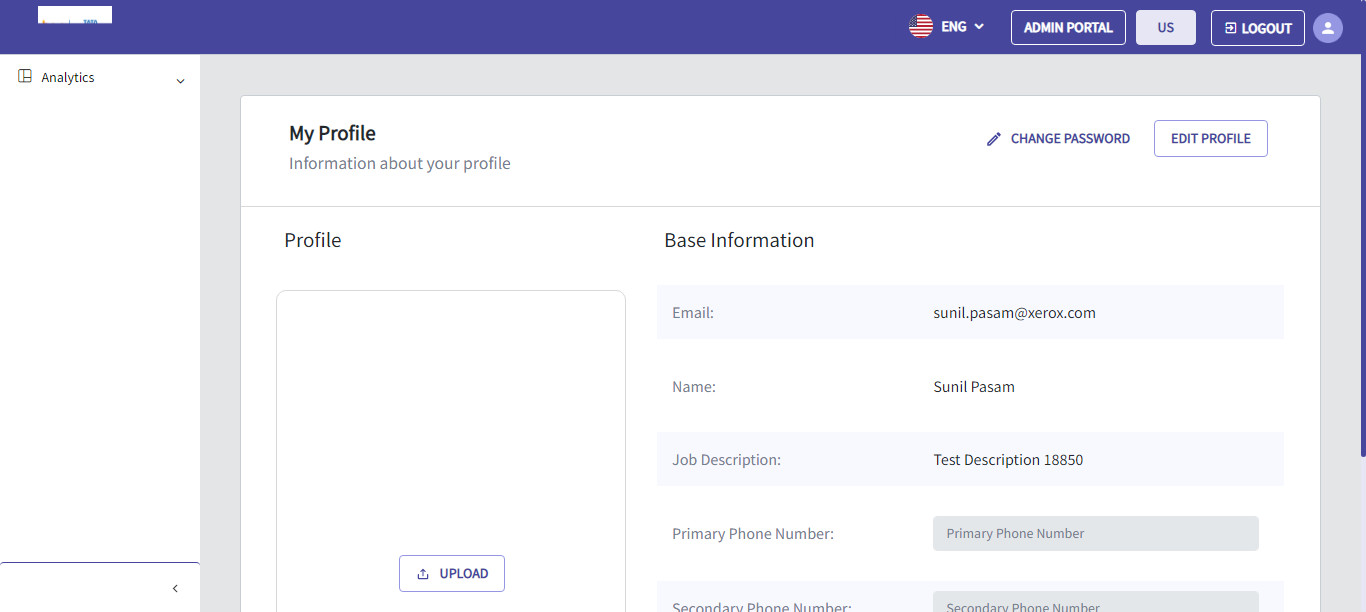 ENG
ADMIN PORTAL
US
LOGOUT
Analytics
My Profile
Information about your profile
CHANGE PASSWORD
EDIT PROFILE
Profile
UPLOAD
Base Information
Email: sunil.pasam@xerox.com
Name: Sunil Pasam
Job Description: Test Description 18850
Primary Phone Number: Primary Phone Number
Secondary Phone Number: Secondary Phone Number